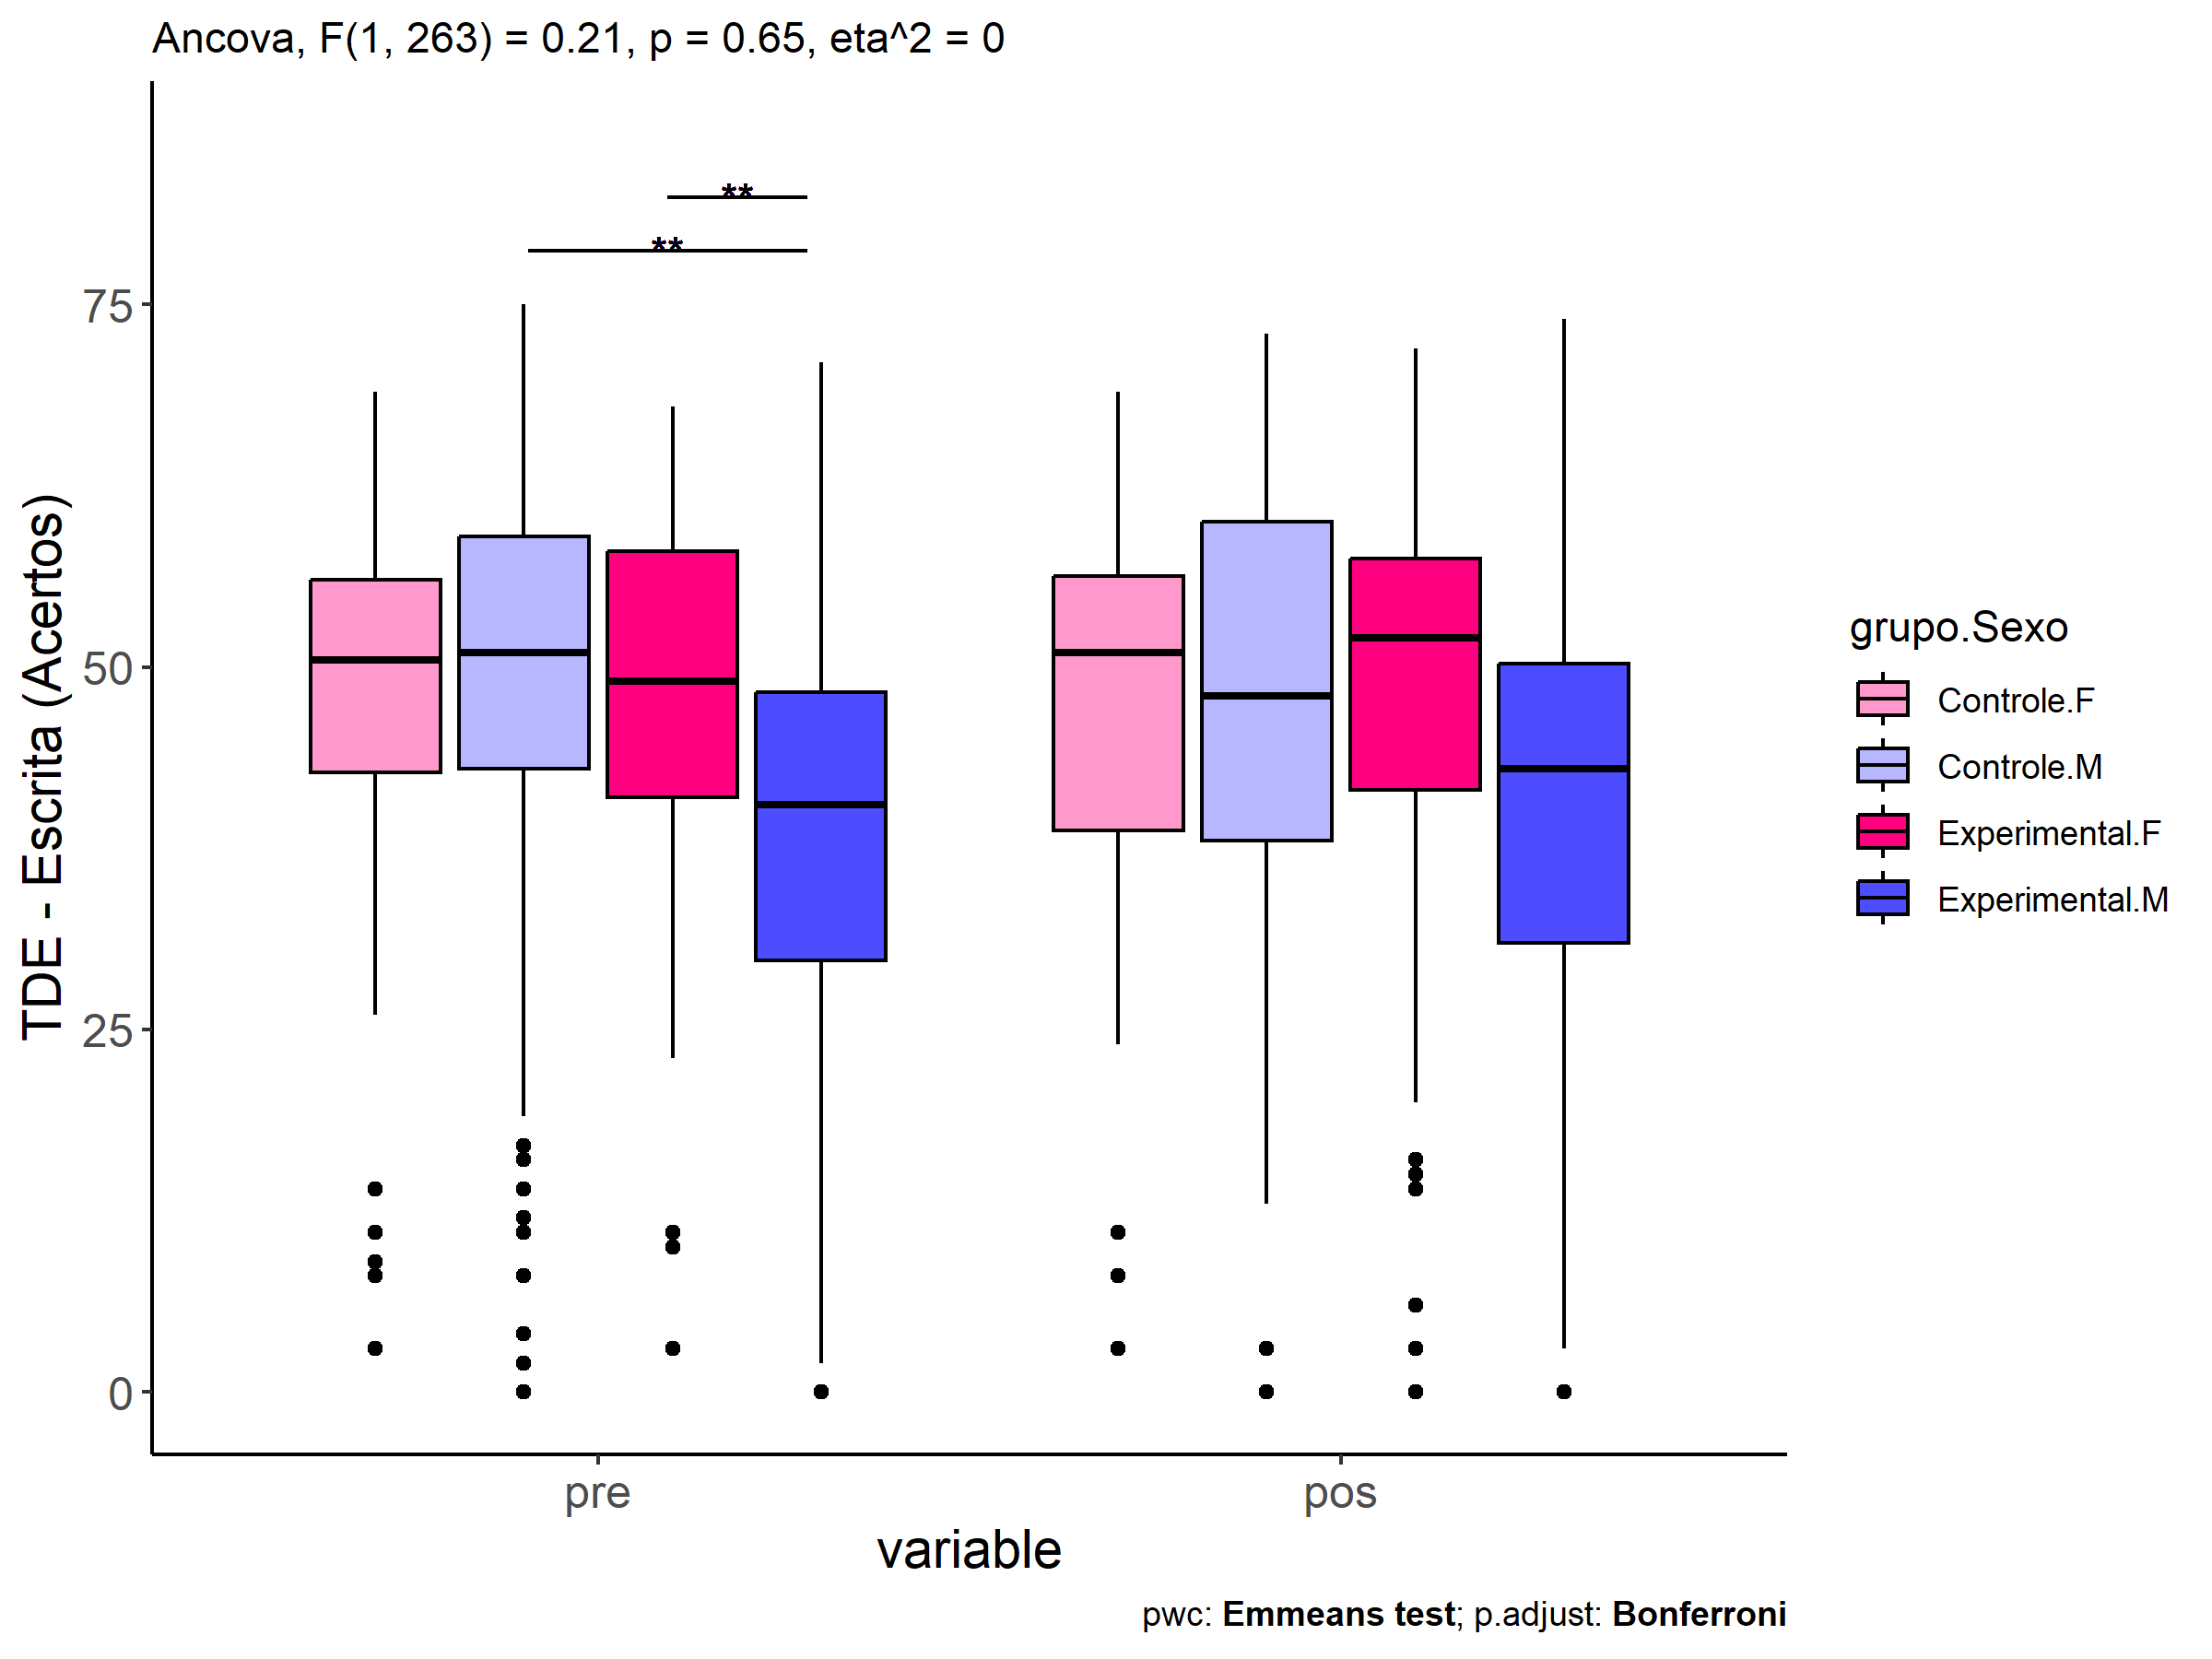 Ancova, F(1, 263) = 0.21, p = 0.65, eta^2 = 0
**
**
TDE - Escrita (Acertos)
75
50
25
0
pre
pos
variable
grupo.Sexo
Controle.F
Controle.M
Experimental.F
Experimental.M
pwc: Emmeans test; p.adjust: Bonferroni